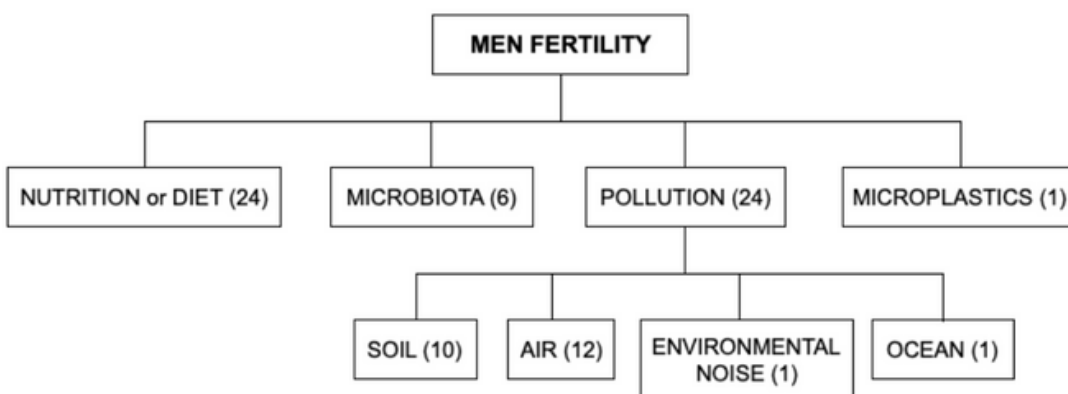 MEN FERTILITY
NUTRITION or DIET (24)
MICROBIOTA (6)
POLLUTION (24)
MICROPLASTICS (1)
SOIL (10)
AIR (12)
ENVIRONMENTAL
NOISE (1)
OCEAN (1)